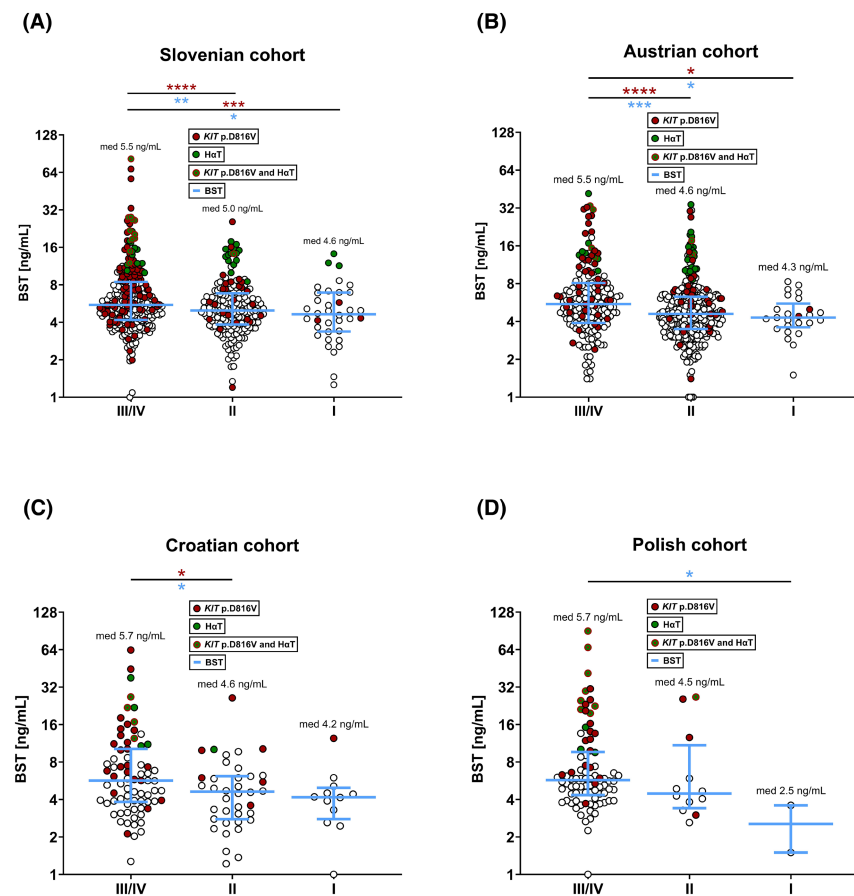 (A)
Slovenian cohort
****
**
***
*
KIT p.D816V
HαT
KIT p.D816V and HαT
BST
BST [ng/mL]
128
64
32
16
8
4
2
1
med 5.5 ng/mL
med 5.0 ng/mL
med 4.6 ng/mL
III/IV
II
I
(B)
Austrian cohort
*
*
****
***
KIT p.D816V
HαT
KIT p.D816V and HαT
BST
BST [ng/mL]
128
64
32
16
8
4
2
1
med 5.5 ng/mL
med 4.6 ng/mL
med 4.3 ng/mL
III/IV
II
I
(C)
Croatian cohort
*
*
KIT p.D816V
HαT
KIT p.D816V and HαT
BST
BST [ng/mL]
128
64
32
16
8
4
2
1
med 5.7 ng/mL
med 4.6 ng/mL
med 4.2 ng/mL
III/IV
II
I
(D)
Polish cohort
*
KIT p.D816V
HαT
KIT p.D816V and HαT
BST
BST [ng/mL]
128
64
32
16
8
4
2
1
med 5.7 ng/mL
med 4.5 ng/mL
med 2.5 ng/mL
III/IV
II
I